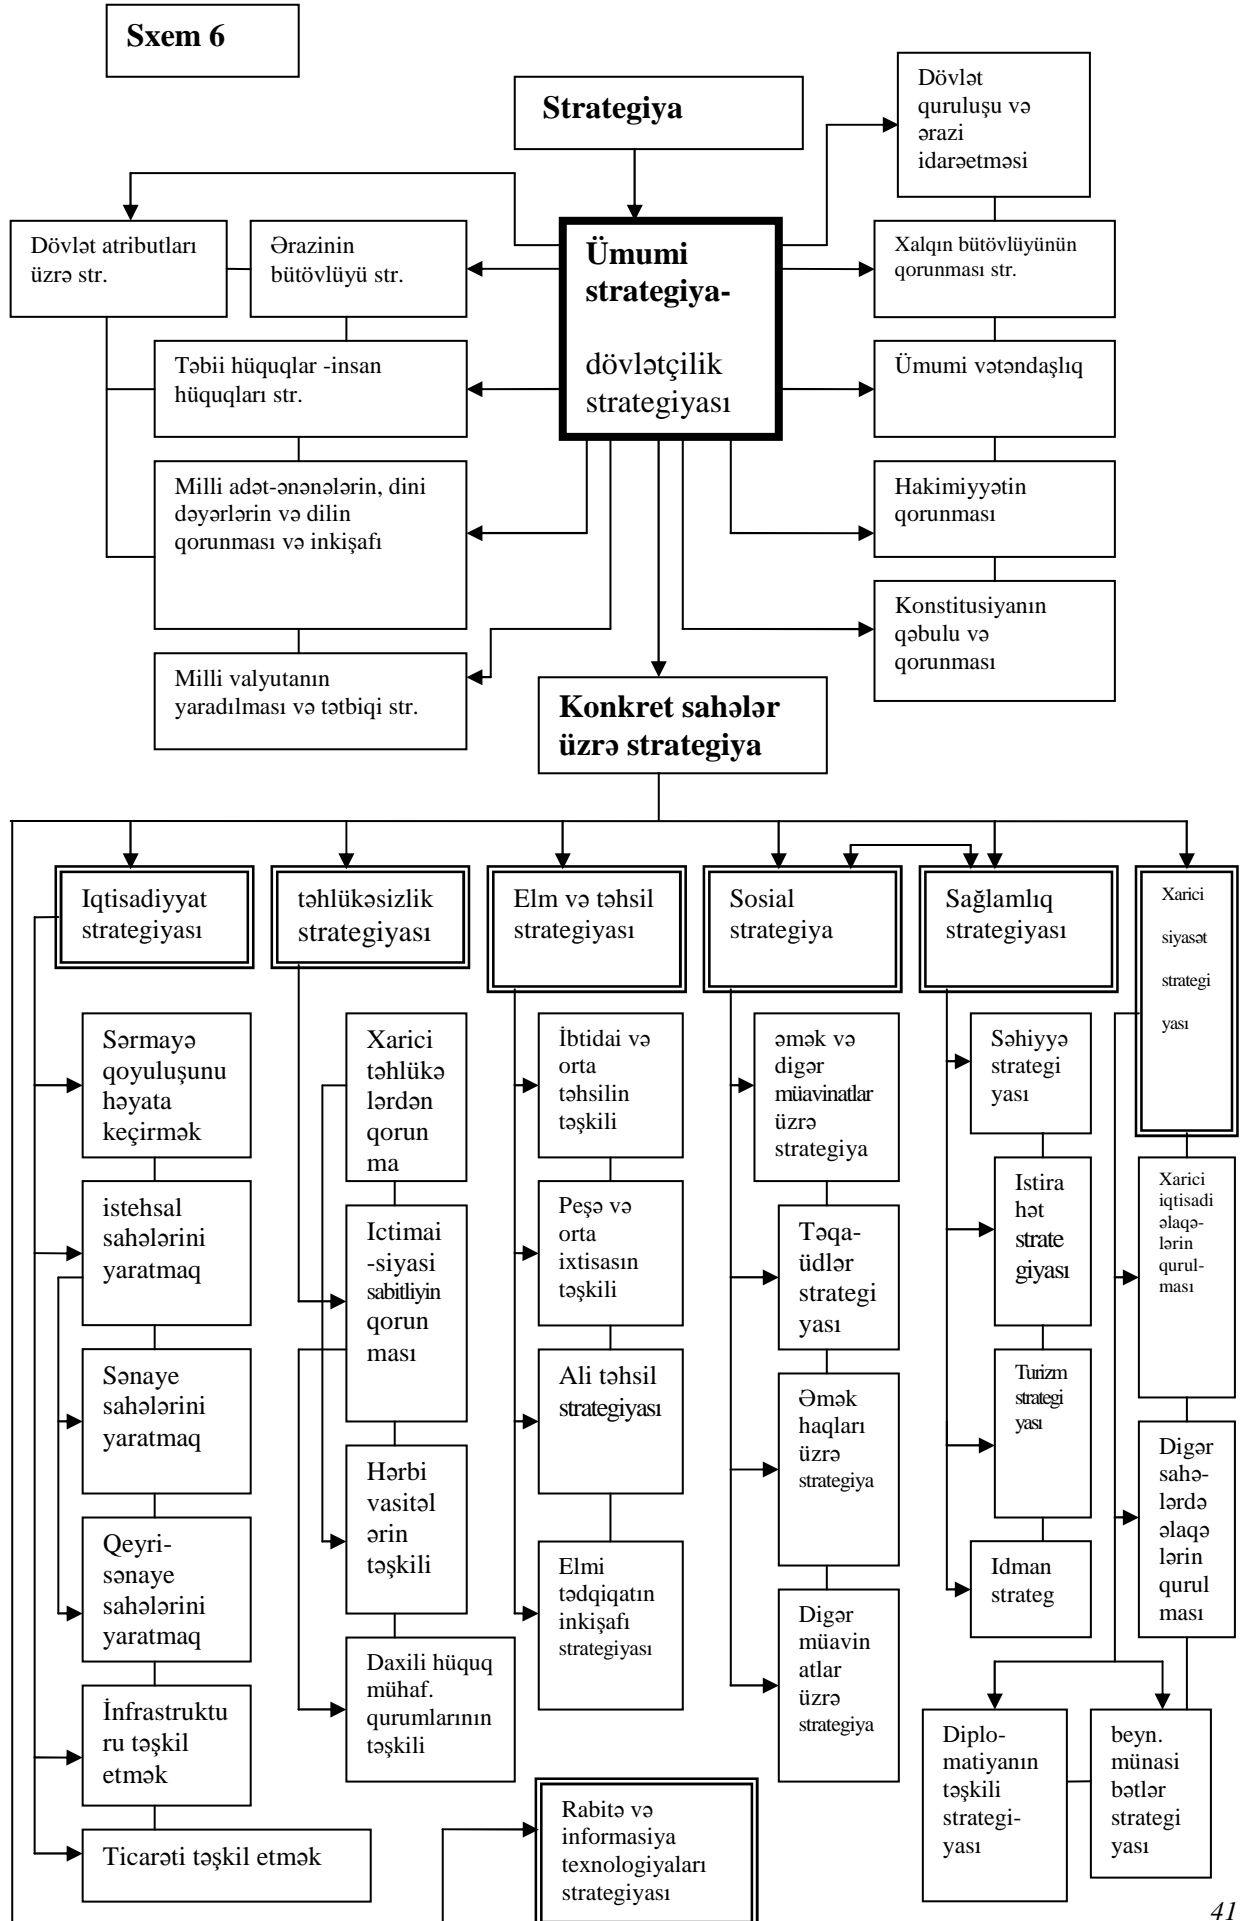 Sxem 6
Strategiya
Dövlət
quruluşu və
ərazi
idarəetməsi
Dövlət atributları
üzrə str.
Ərazinin
bütövlüyü str.
Ümumi
strategiya-
dövlətçilik
strategiyası
Xalqın bütövlüyünün
qorunması str.
Təbii hüquqlar -insan
hüquqları str.
Ümumi vətəndaşlıq
Milli adət-ənənələrin, dini
dəyərlərin və dilin
qorunması və inkişafı
Hakimiyyətin
qorunması
Konstitusiyanın
qəbulu və
qorunması
Milli valyutanın
yaradılması və tətbiqi str.
Konkret sahələr
üzrə strategiya
Iqtisadiyyat
strategiyası
təhlükəsizlik
strategiyası
Elm və təhsil
strategiyası
Sosial
strategiya
Sağlamlıq
strategiyası
Xarici
siyasət
strategi
yası
Sərmayə
qoyuluşunu
həyata
keçirmək
istehsal
sahələrini
yaratmaq
Sənaye
sahələrini
yaratmaq
Qeyri-
sənaye
sahələrini
yaratmaq
İnfrastruktu
ru təşkil
etmək
Ticarəti təşkil etmək
Xarici
təhlükə
lərdən
qorun
ma
Ictimai
-siyasi
sabitliyin
qorun
ması
Hərbi
vasitəl
ərin
təşkili
Daxili hüquq
mühaf.
qurumlarının
təşkili
İbtidai və
orta
təhsilin
təşkili
Peşə və
orta
ixtisasın
təşkili
Ali təhsil
strategiyası
Elmi
tədqiqatın
inkişafı
strategiyası
əmək və
digər
müavinatlar
üzrə
strategiya
Təqa-
üdlər
strategi
yası
Əmək
haqları
üzrə
strategiya
Digər
müavin
atlar
üzrə
strategiya
Səhiyyə
strategi
yası
Istira
hət
strate
giyası
Turizm
strategi
yası
Idman
strateg
Xarici
iqtisadi
əlaqə-
lərin
qurul-
ması
Digər
sahə-
lərdə
əlaqə
lərin
qurul
ması
Diplo-
matiyanın
təşkili
strategi-
yası
beyn.
münasi
bətlər
strategi
yası
Rabitə və
informasiya
texnologiyaları
strategiyası
41